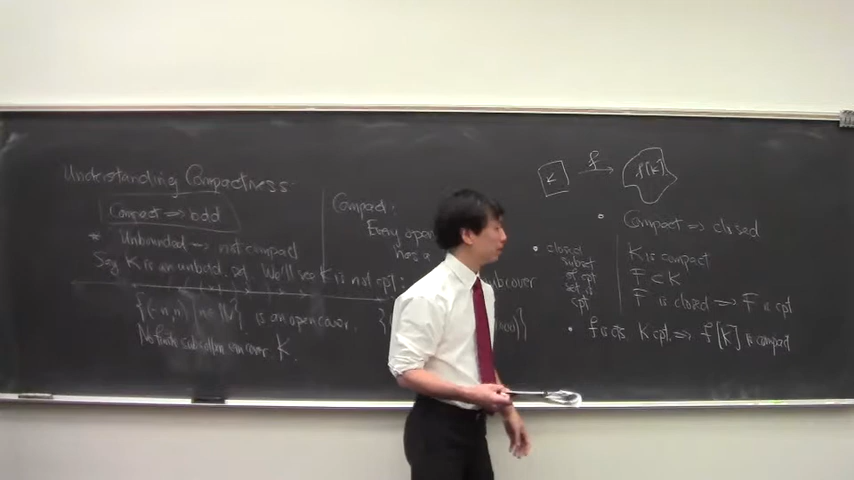 Understanding Compactness
Compact => bdd
* Unbounded => not compact
Say K is an unbdd. set. We'll see K is not cpt.
{(-n,n) | n∈ℕ} is an open cover.
No finite subcollection covers K.
Compact:
Every open
has a
subcover
K f → f[K]
• Compact => closed
• closed
subset
of cpt
set is
cpt
K is compact
F ⊂ K
F is closed => F is cpt
• f is cts. K cpt => f[K] is compact